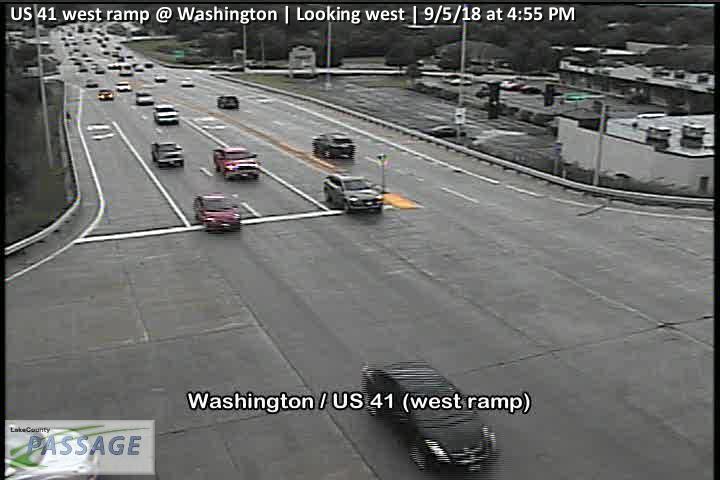 US 41 west ramp @ Washington | Looking west | 9/5/18 at 4:55 PM
Washington / US 41 (west ramp)
LakeCounty
PASSAGE